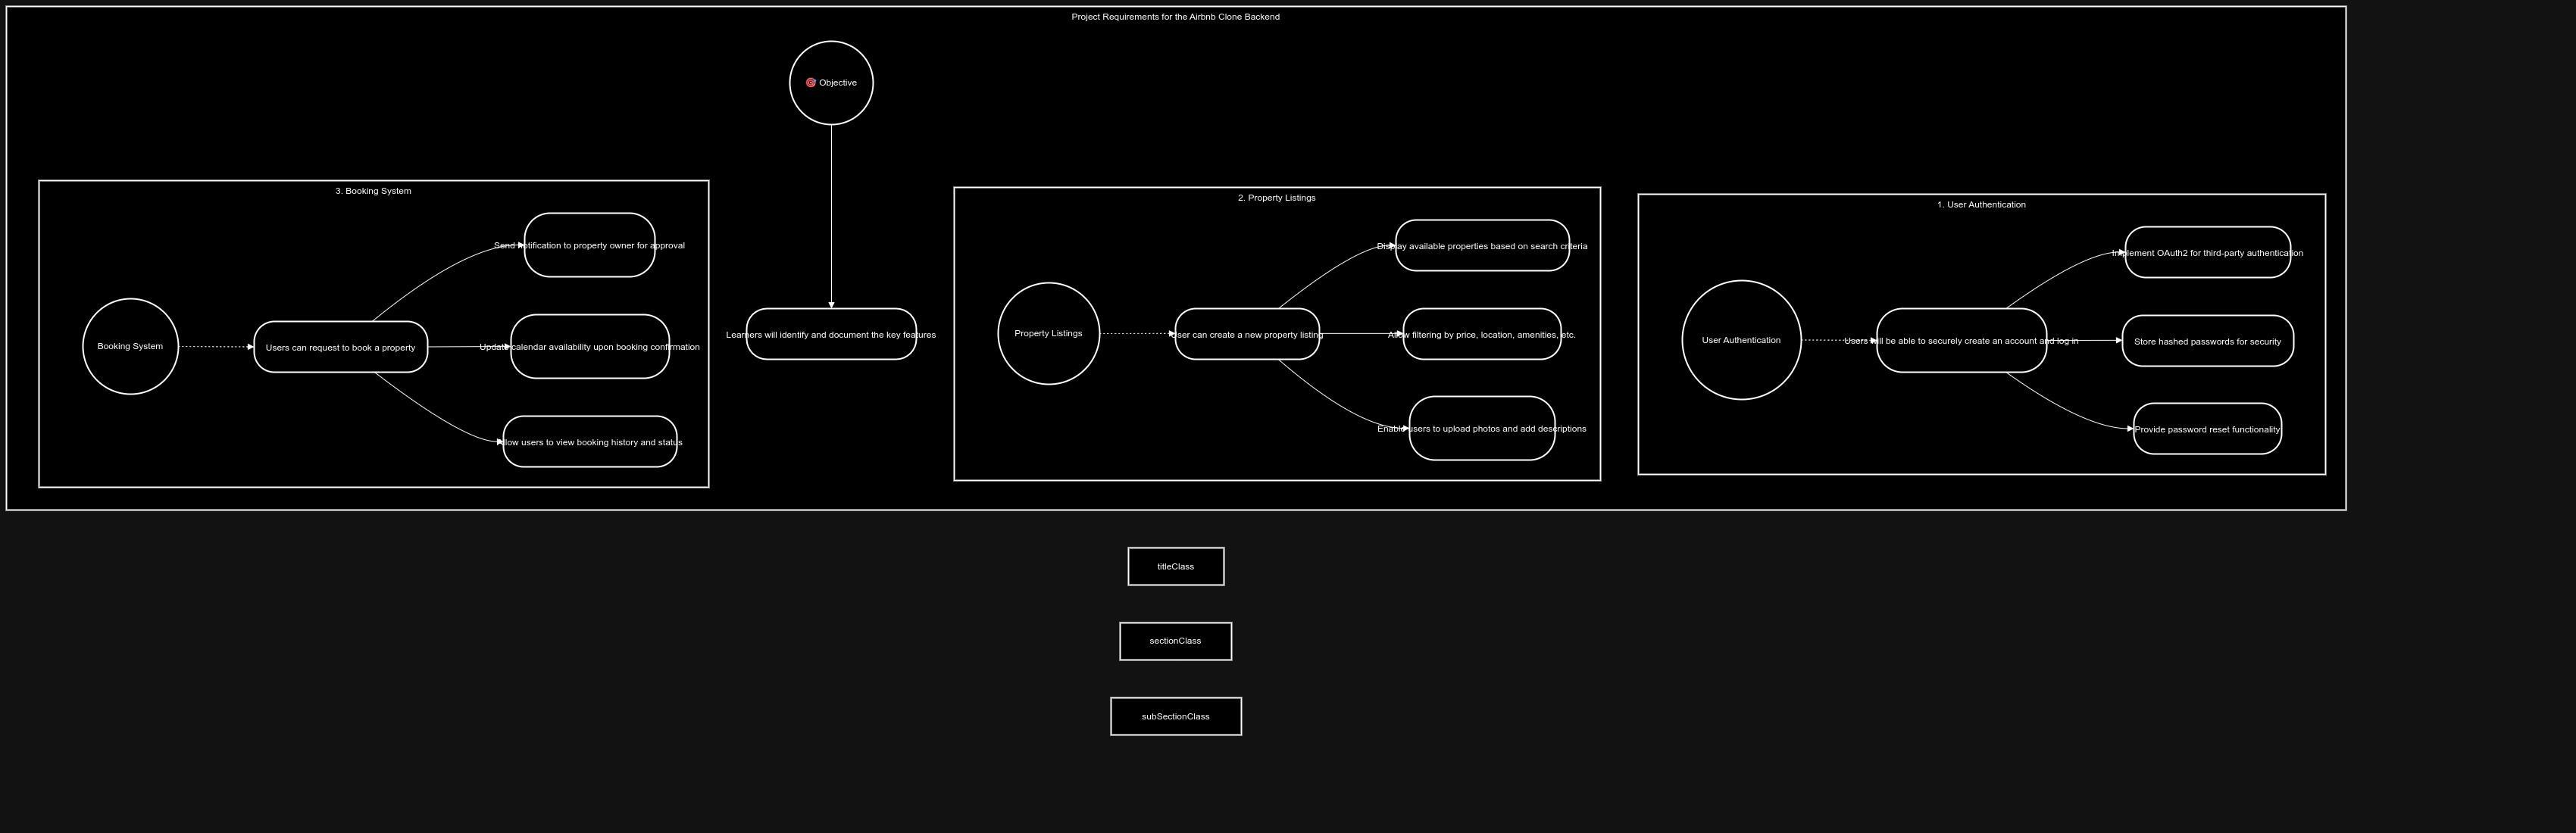 Project Requirements for the Airbnb Clone Backend
🎯 Objective
Learners will identify and document the key features
3. Booking System
Booking System
Users can request to book a property
Send notification to property owner for approval
Update calendar availability upon booking confirmation
Allow users to view booking history and status
2. Property Listings
Property Listings
User can create a new property listing
Display available properties based on search criteria
Allow filtering by price, location, amenities, etc.
Enable users to upload photos and add descriptions
1. User Authentication
User Authentication
Users will be able to securely create an account and log in
Implement OAuth2 for third-party authentication
Store hashed passwords for security
Provide password reset functionality
titleClass
sectionClass
subSectionClass